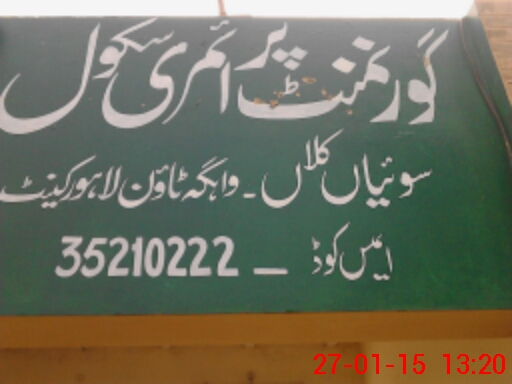 گورنمنٹ پرائمری سکول
سوئیاں کلاں - واہگہ ٹاؤن لاہور کینٹ
ایمس کوڈ – 35210222
27-01-15 13:20